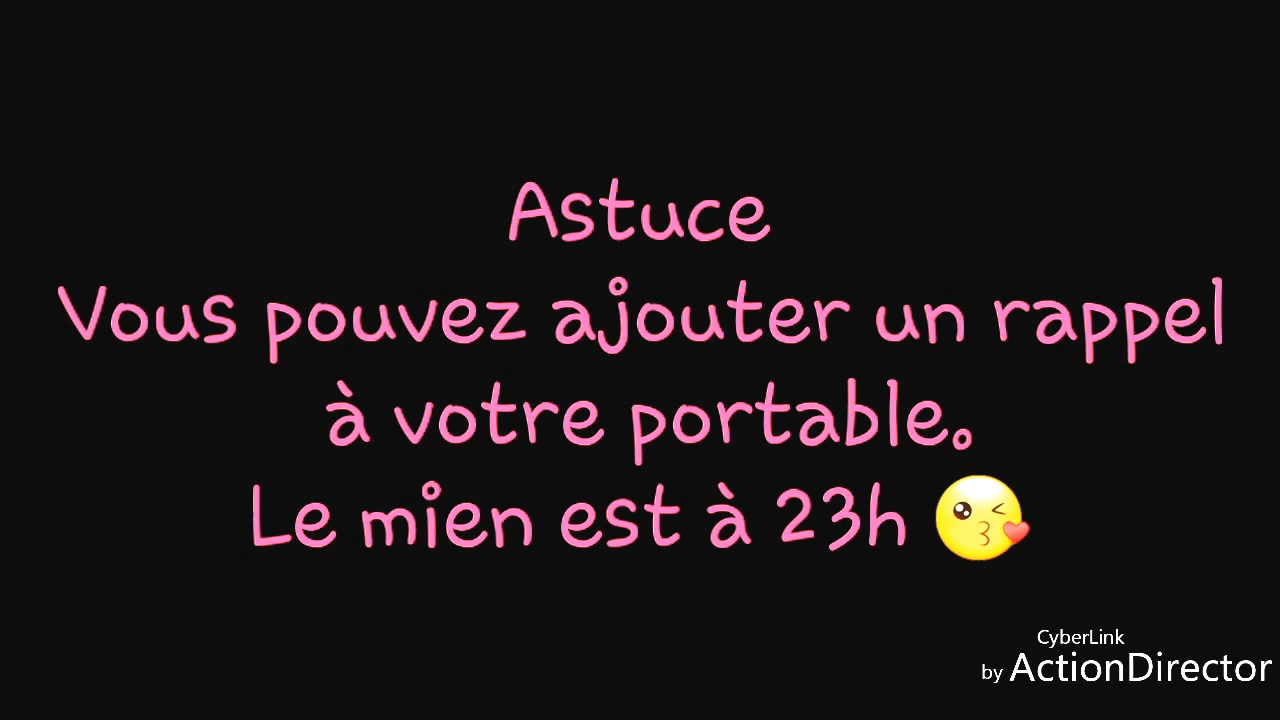 Astuce
Vous pouvez ajouter un rappel
à votre portable.
Le mien est à 23h 😘
CyberLink
by ActionDirector